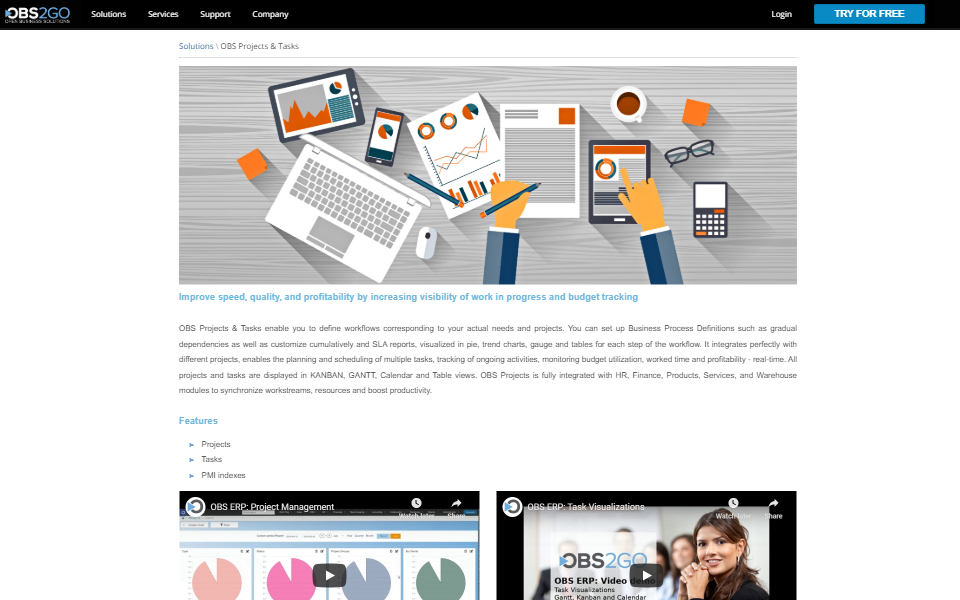 OBS2GO
OPEN BUSINESS SOLUTIONS
Solutions Services Support Company Login TRY FOR FREE
Solutions \ OBS Projects & Tasks
Improve speed, quality, and profitability by increasing visibility of work in progress and budget tracking
OBS Projects & Tasks enable you to define workflows corresponding to your actual needs and projects. You can set up Business Process Definitions such as gradual
dependencies as well as customize cumulatively and SLA reports, visualized in pie, trend charts, gauge and tables for each step of the workflow. It integrates perfectly with
different projects, enables the planning and scheduling of multiple tasks, tracking of ongoing activities, monitoring budget utilization, worked time and profitability - real-time. All
projects and tasks are displayed in KANBAN, GANTT, Calendar and Table views. OBS Projects is fully integrated with HR, Finance, Products, Services, and Warehouse
modules to synchronize workstreams, resources and boost productivity.
Features
Projects
Tasks
PMI indexes
OBS ERP: Project Management
Watch later Share
OBS ERP: Task Visualizations
Watch later Share
OBS2GO
OBS ERP: Video demo
Task Visualizations
Gantt, Kanban and Calendar